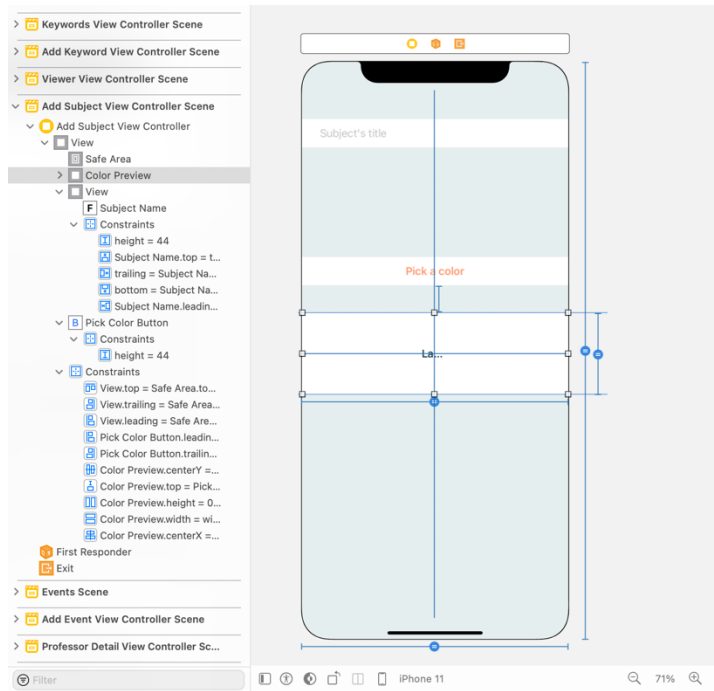 Keywords View Controller Scene
Add Keyword View Controller Scene
Viewer View Controller Scene
Add Subject View Controller Scene
Add Subject View Controller
View
Safe Area
Color Preview
View
F Subject Name
Constraints
height = 44
Subject Name.top = t...
trailing = Subject Na...
bottom = Subject Na...
Subject Name.leadin...
B Pick Color Button
Constraints
height = 44
Constraints
View.top = Safe Area.to...
View.trailing = Safe Area...
View.leading = Safe Are...
Pick Color Button.leadin...
Pick Color Button.trailin...
Color Preview.centerY =...
Color Preview.top = Pick...
Color Preview.height = 0...
Color Preview.width = wi...
Color Preview.centerX =...
First Responder
Exit
Events Scene
Add Event View Controller Scene
Professor Detail View Controller Sc...
Filter
Subject's title
Pick a color
La...
iPhone 11
71%